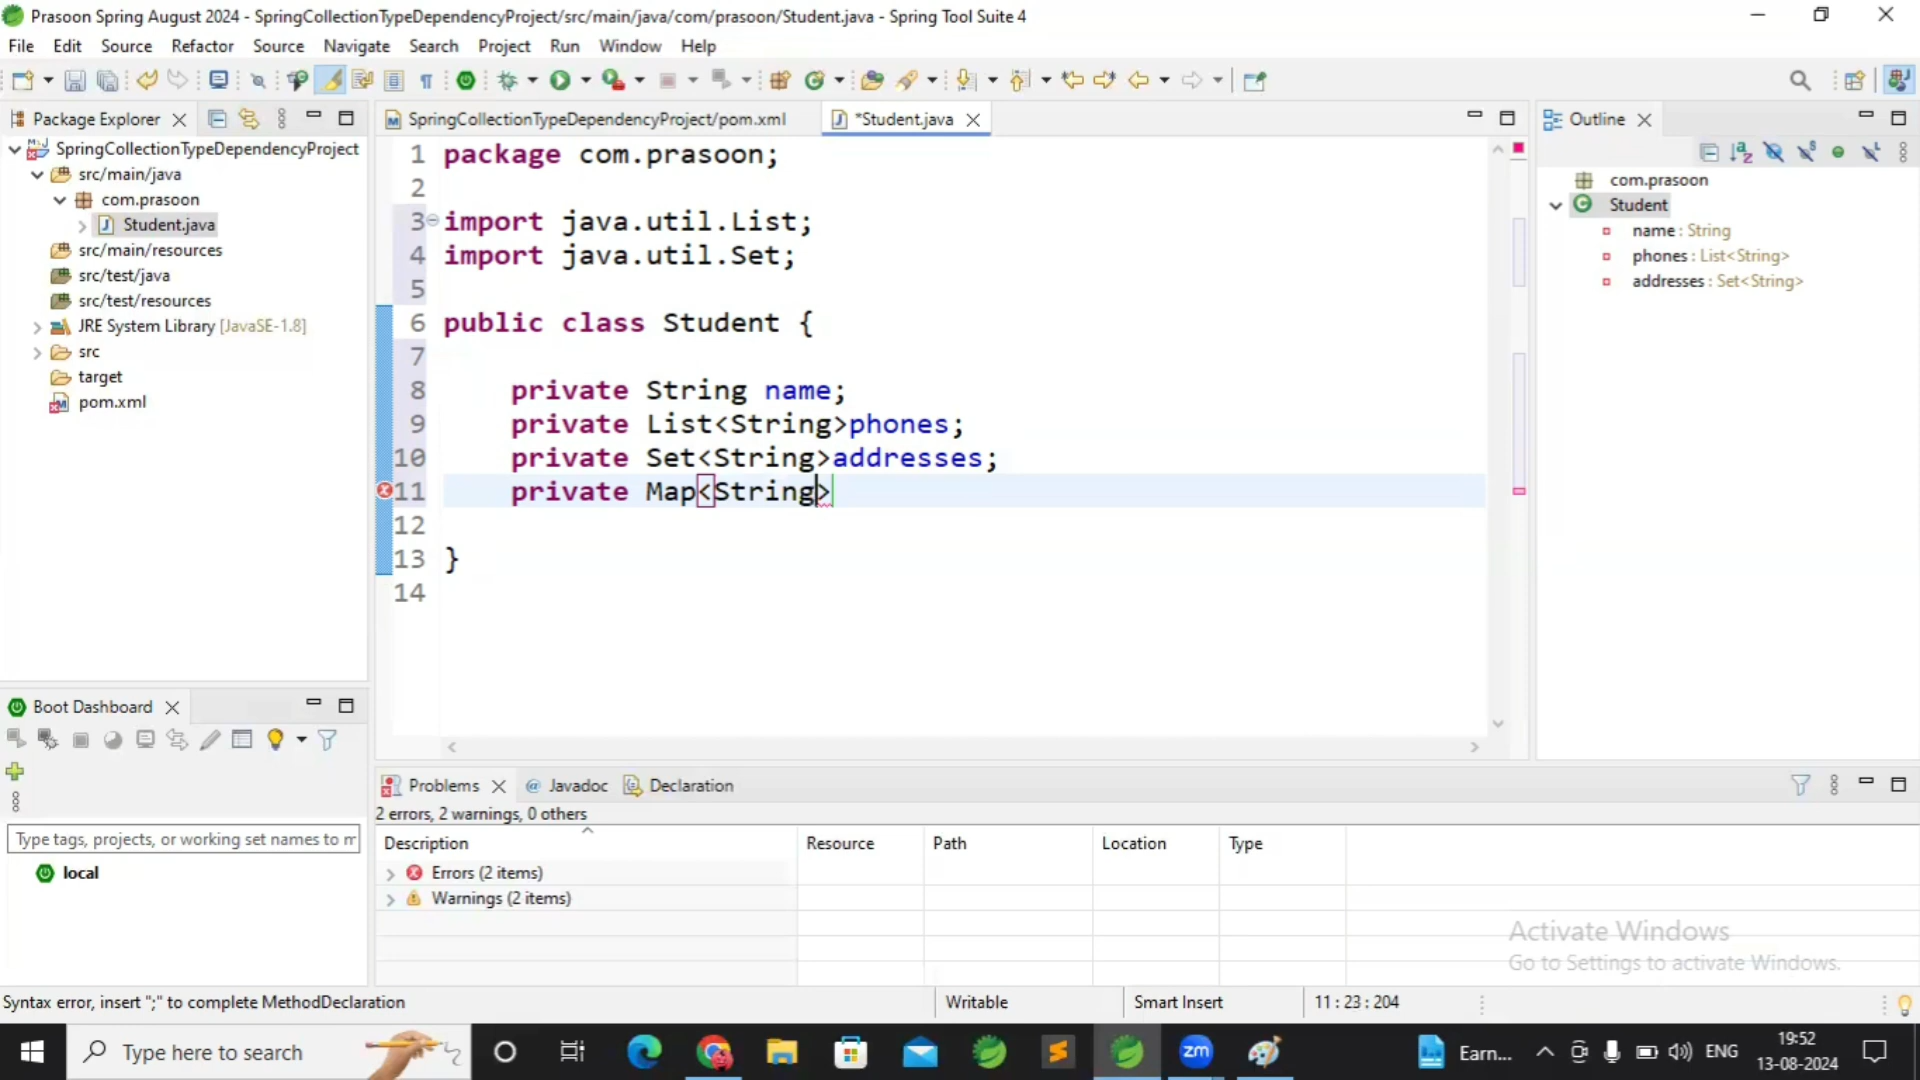 Prasoon Spring August 2024 - SpringCollectionTypeDependencyProject/src/main/java/com/prasoon/Student.java - Spring Tool Suite 4
File Edit Source Refactor Source Navigate Search Project Run Window Help
Package Explorer
SpringCollectionTypeDependencyProject
src/main/java
com.prasoon
Student.java
src/main/resources
src/test/java
src/test/resources
JRE System Library [JavaSE-1.8]
src
target
pom.xml
SpringCollectionTypeDependencyProject/pom.xml
*Student.java
1 package com.prasoon;
2
3 import java.util.List;
4 import java.util.Set;
5
6 public class Student {
7
8 private String name;
9 private List<String>phones;
10 private Set<String>addresses;
11 private Map<String>
12
13 }
14
Outline
com.prasoon
Student
name : String
phones : List<String>
addresses : Set<String>
Boot Dashboard
Type tags, projects, or working set names to m
local
Problems
Javadoc
Declaration
2 errors, 2 warnings, 0 others
Description Resource Path Location Type
Errors (2 items)
Warnings (2 items)
Activate Windows
Go to Settings to activate Windows.
Syntax error, insert ";" to complete MethodDeclaration
Writable
Smart Insert
11 : 23 : 204
Type here to search
zm
Earn...
ENG
19:52
13-08-2024